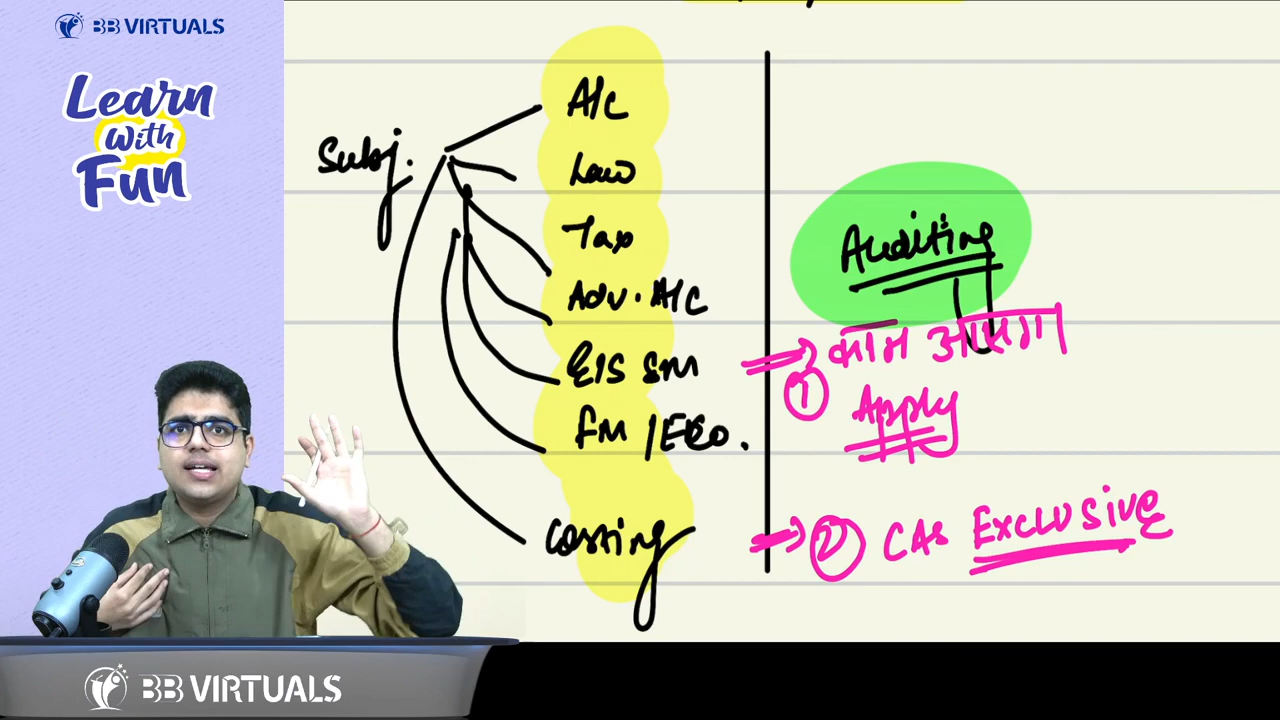 BB VIRTUALS
Learn
With
Fun
Subj.
A/C
Law
Tax
Adv. A/C
EIS SM
FM / ECO.
Costing
Auditing
① काम आएगा
Apply
② CAs Exclusive
BB VIRTUALS